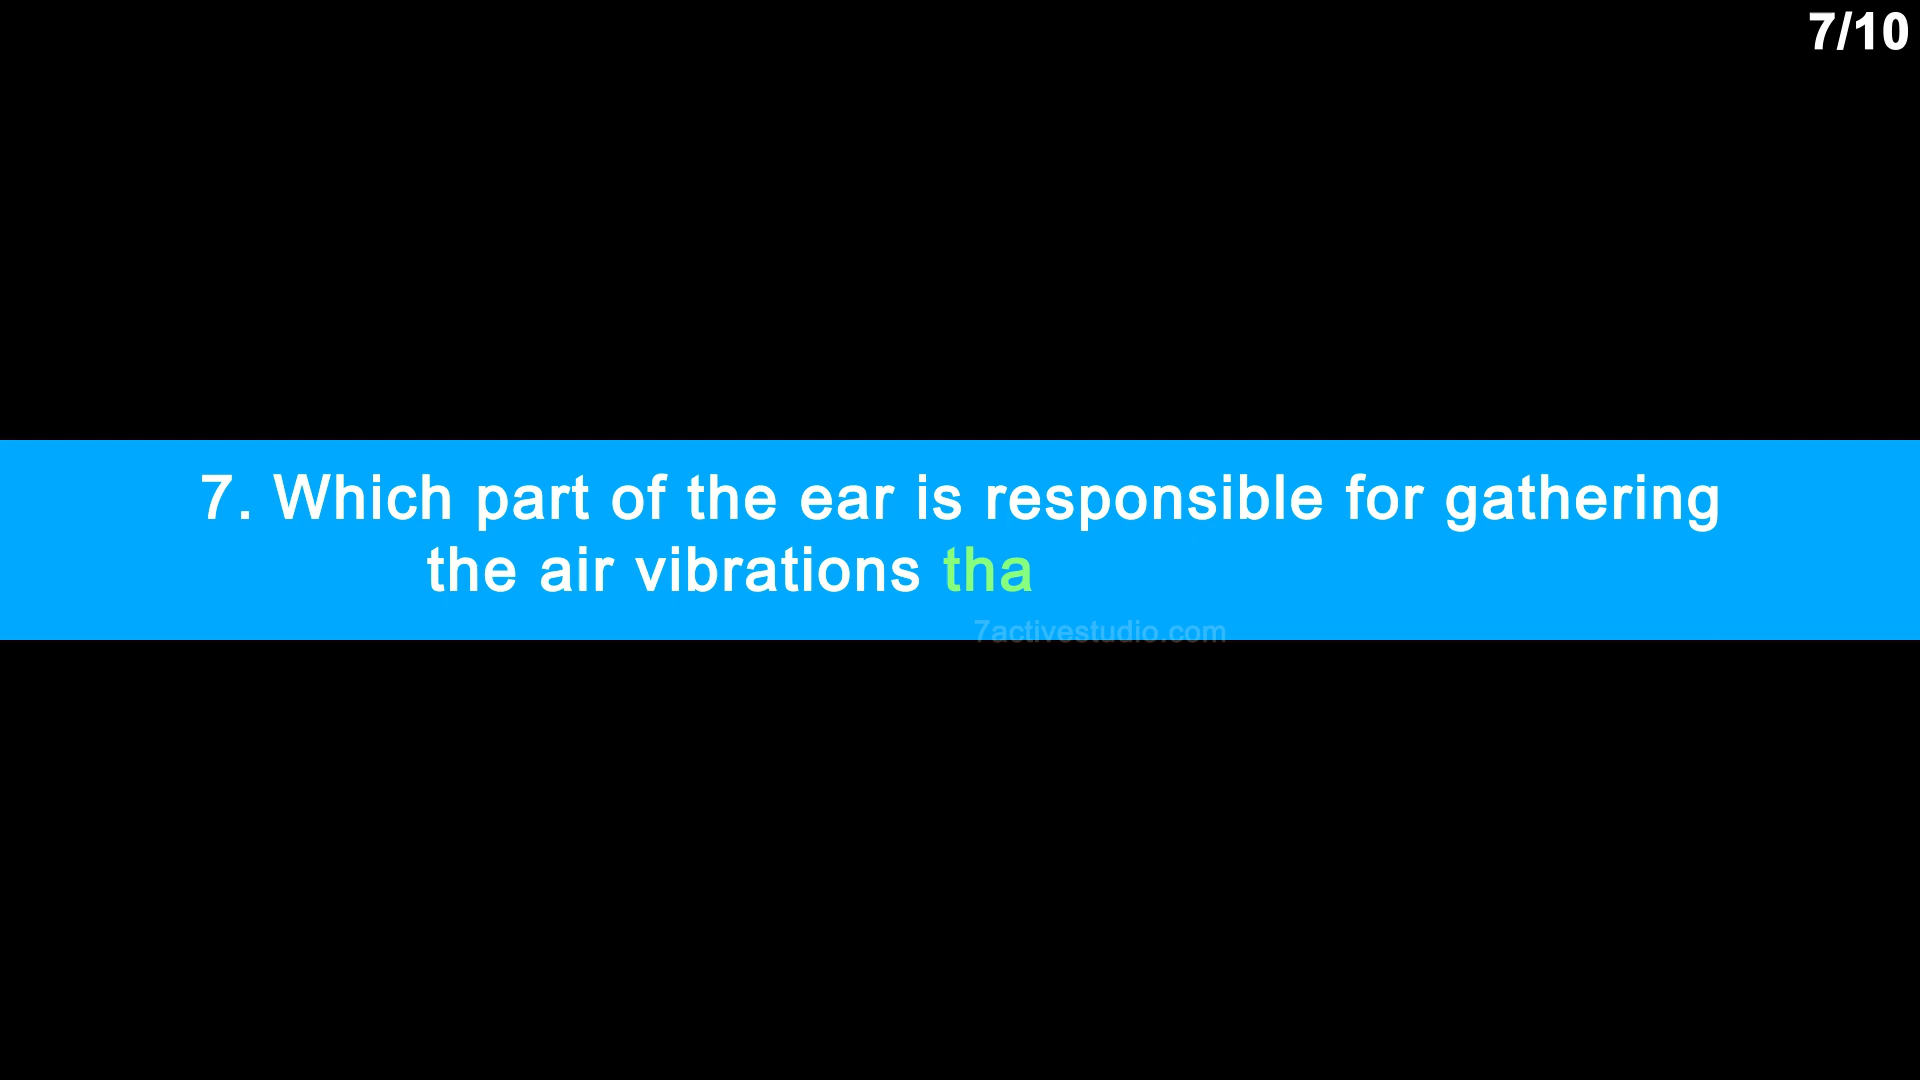 7/10
7. Which part of the ear is responsible for gathering
the air vibrations tha
7activestudio.com